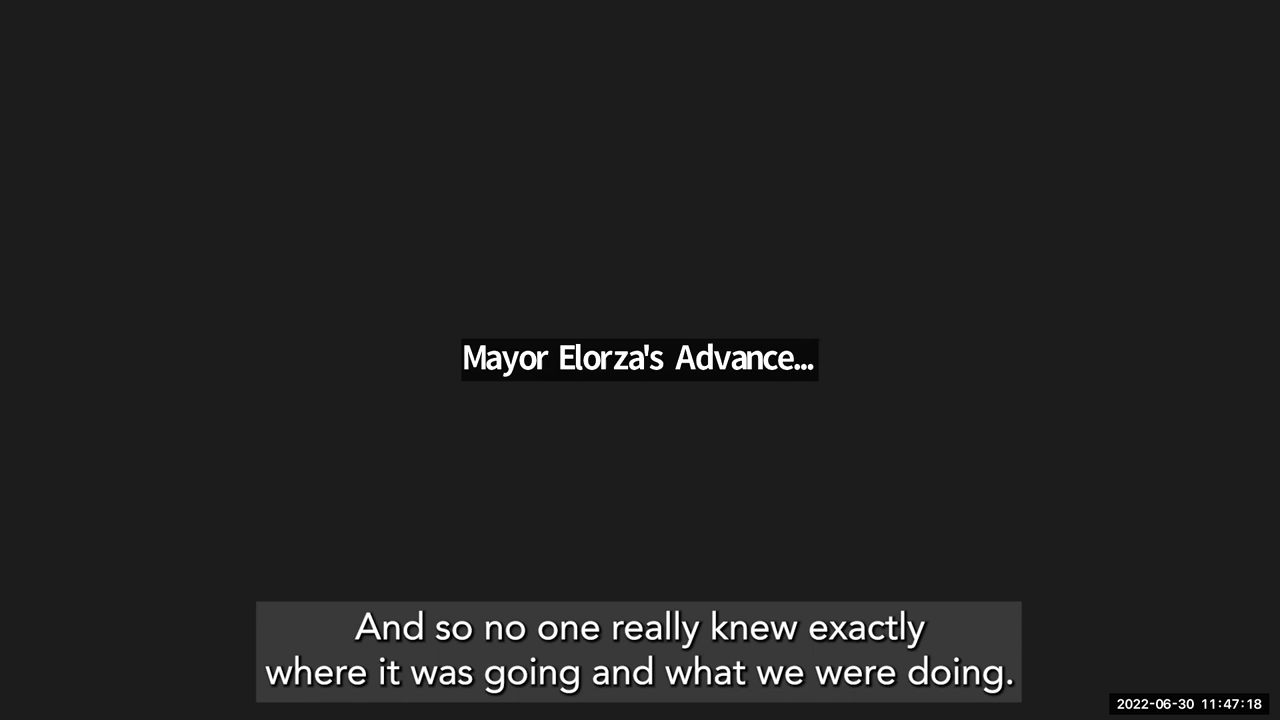 Mayor Elorza's Advance...
And so no one really knew exactly
where it was going and what we were doing.
2022-06-30 11:47:18